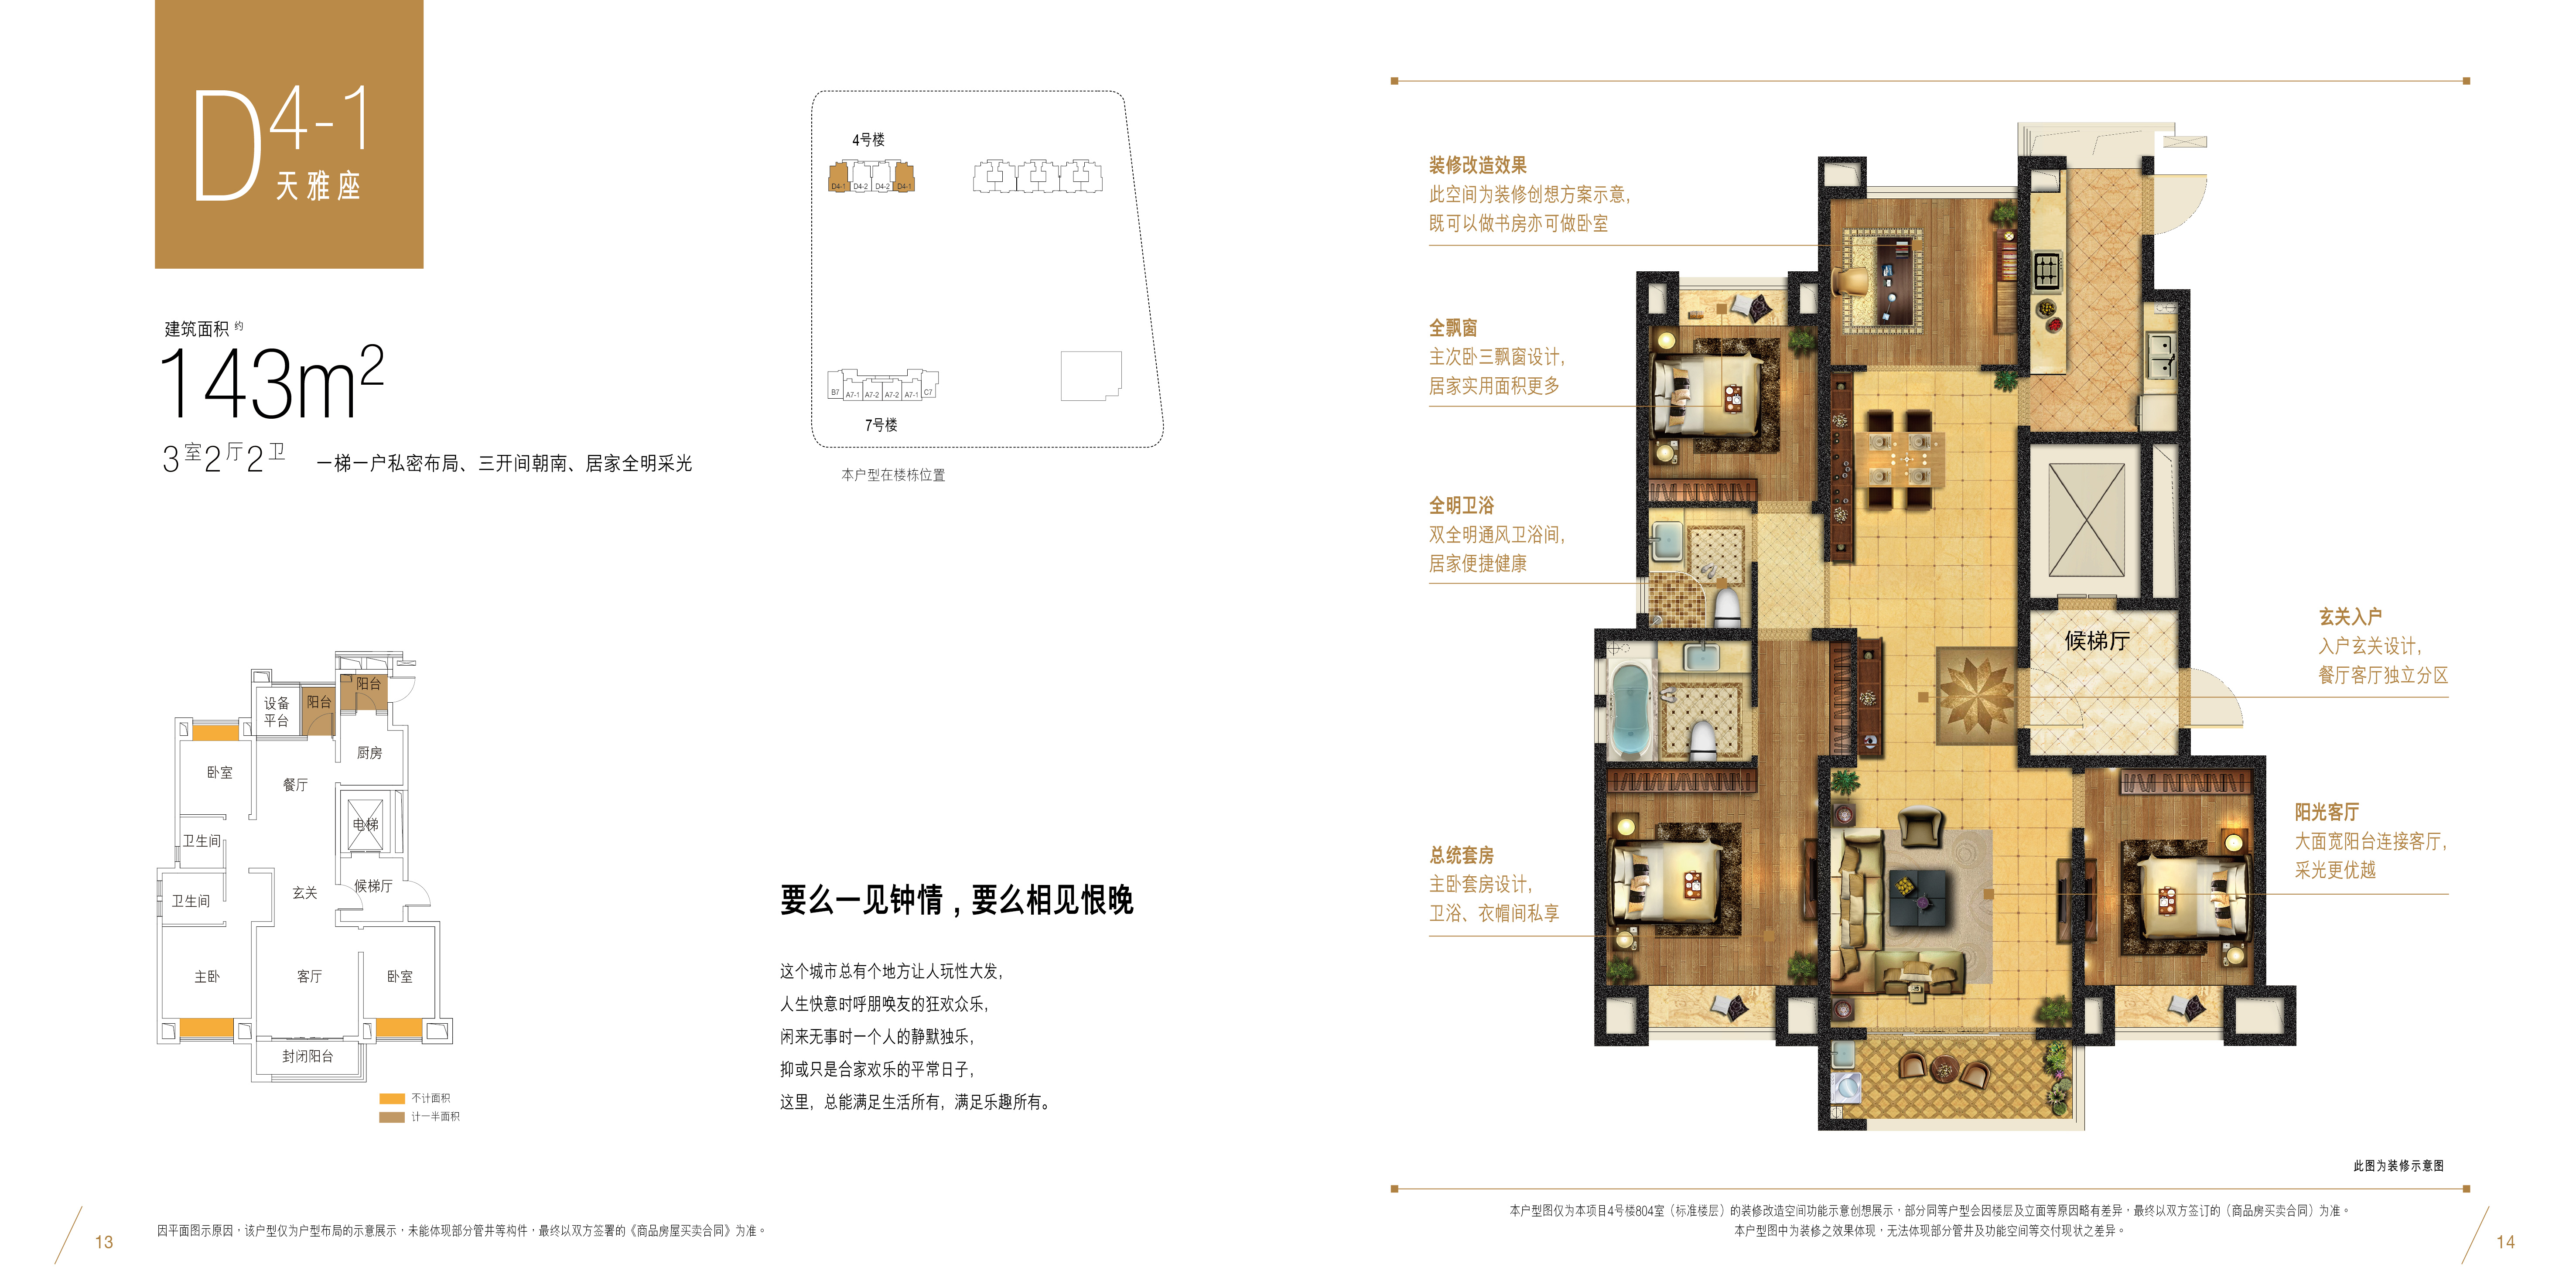 D4-1
天雅座
建筑面积 约
143m²
3室2厅2卫 一梯一户私密布局、三开间朝南、居家全明采光
4号楼
D4-1 D4-2 D4-2 D4-1
B7 A7-1 A7-2 A7-2 A7-1 C7
7号楼
本户型在楼栋位置
阳台
设备
平台
阳台
厨房
卧室
餐厅
电梯
卫生间
候梯厅
玄关
卫生间
主卧
客厅
卧室
封闭阳台
不计面积
计一半面积
要么一见钟情，要么相见恨晚
这个城市总有个地方让人玩性大发，
人生快意时呼朋唤友的狂欢众乐，
闲来无事时一个人的静默独乐，
抑或只是合家欢乐的平常日子，
这里，总能满足生活所有，满足乐趣所有。
13
因平面图示原因，该户型仅为户型布局的示意展示，未能体现部分管井等构件，最终以双方签署的《商品房屋买卖合同》为准。
装修改造效果
此空间为装修创想方案示意，
既可以做书房亦可做卧室
全飘窗
主次卧三飘窗设计，
居家实用面积更多
全明卫浴
双全明通风卫浴间，
居家便捷健康
总统套房
主卧套房设计，
卫浴、衣帽间私享
候梯厅
玄关入户
入户玄关设计，
餐厅客厅独立分区
阳光客厅
大面宽阳台连接客厅，
采光更优越
此图为装修示意图
本户型图仅为本项目4号楼804室（标准楼层）的装修改造空间功能示意创想展示，部分同等户型会因楼层及立面等原因略有差异，最终以双方签订的（商品房买卖合同）为准。
本户型图中为装修之效果体现，无法体现部分管井及功能空间等交付现状之差异。
14